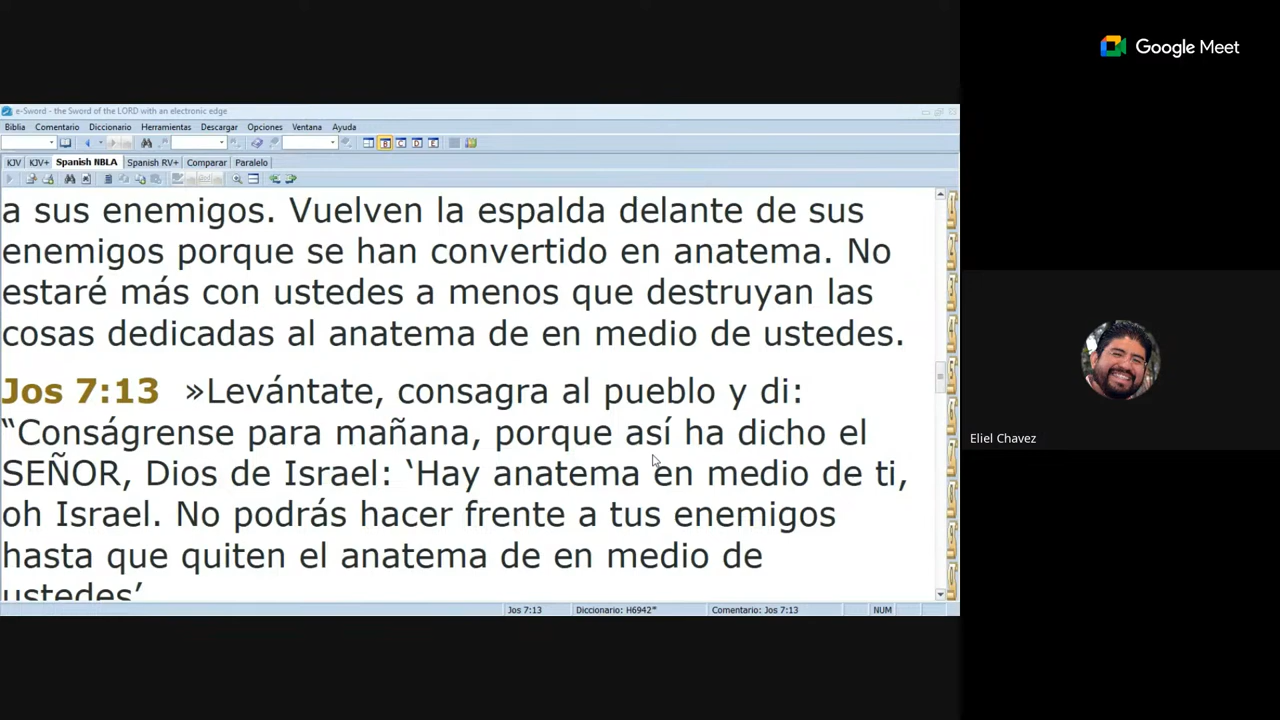 Google Meet
e-Sword - the Sword of the LORD with an electronic edge
Biblia Comentario Diccionario Herramientas Descargar Opciones Ventana Ayuda
KJV KJV+ Spanish NBLA Spanish RV+ Comparar Paralelo
a sus enemigos. Vuelven la espalda delante de sus
enemigos porque se han convertido en anatema. No
estaré más con ustedes a menos que destruyan las
cosas dedicadas al anatema de en medio de ustedes.
Jos 7:13 »Levántate, consagra al pueblo y di:
“Conságrense para mañana, porque así ha dicho el
SEÑOR, Dios de Israel: ‘Hay anatema en medio de ti,
oh Israel. No podrás hacer frente a tus enemigos
hasta que quiten el anatema de en medio de
ustedes’
Jos 7:13 Diccionario: H6942* Comentario: Jos 7:13 NUM
Eliel Chavez